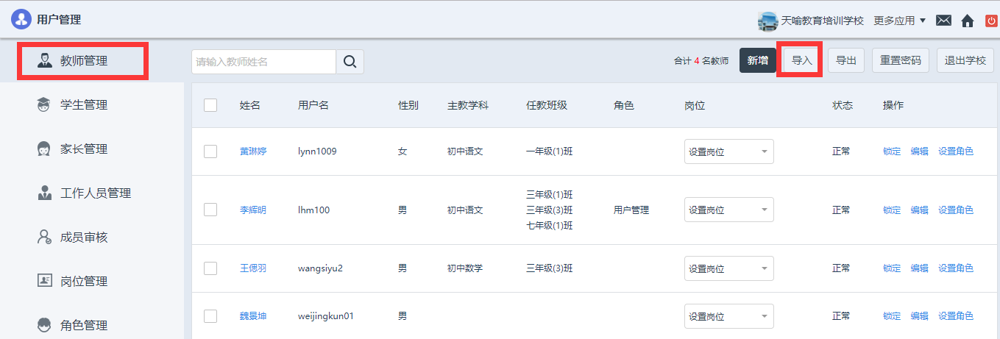 用户管理
天喻教育培训学校 更多应用
教师管理
学生管理
家长管理
工作人员管理
成员审核
岗位管理
角色管理
请输入教师姓名
合计 4 名教师 新增 导入 导出 重置密码 退出学校
姓名 用户名 性别 主教学科 任教班级 角色 岗位 状态 操作
黄琳婷 lynn1009 女 初中语文 一年级(1)班 设置岗位 正常 锁定 编辑 设置角色
三年级(1)班
李辉明 lhm100 男 初中语文 三年级(3)班 用户管理 设置岗位 正常 锁定 编辑 设置角色
七年级(1)班
王偲羽 wangsiyu2 男 初中数学 三年级(3)班 设置岗位 正常 锁定 编辑 设置角色
魏景坤 weijingkun01 男 设置岗位 正常 锁定 编辑 设置角色